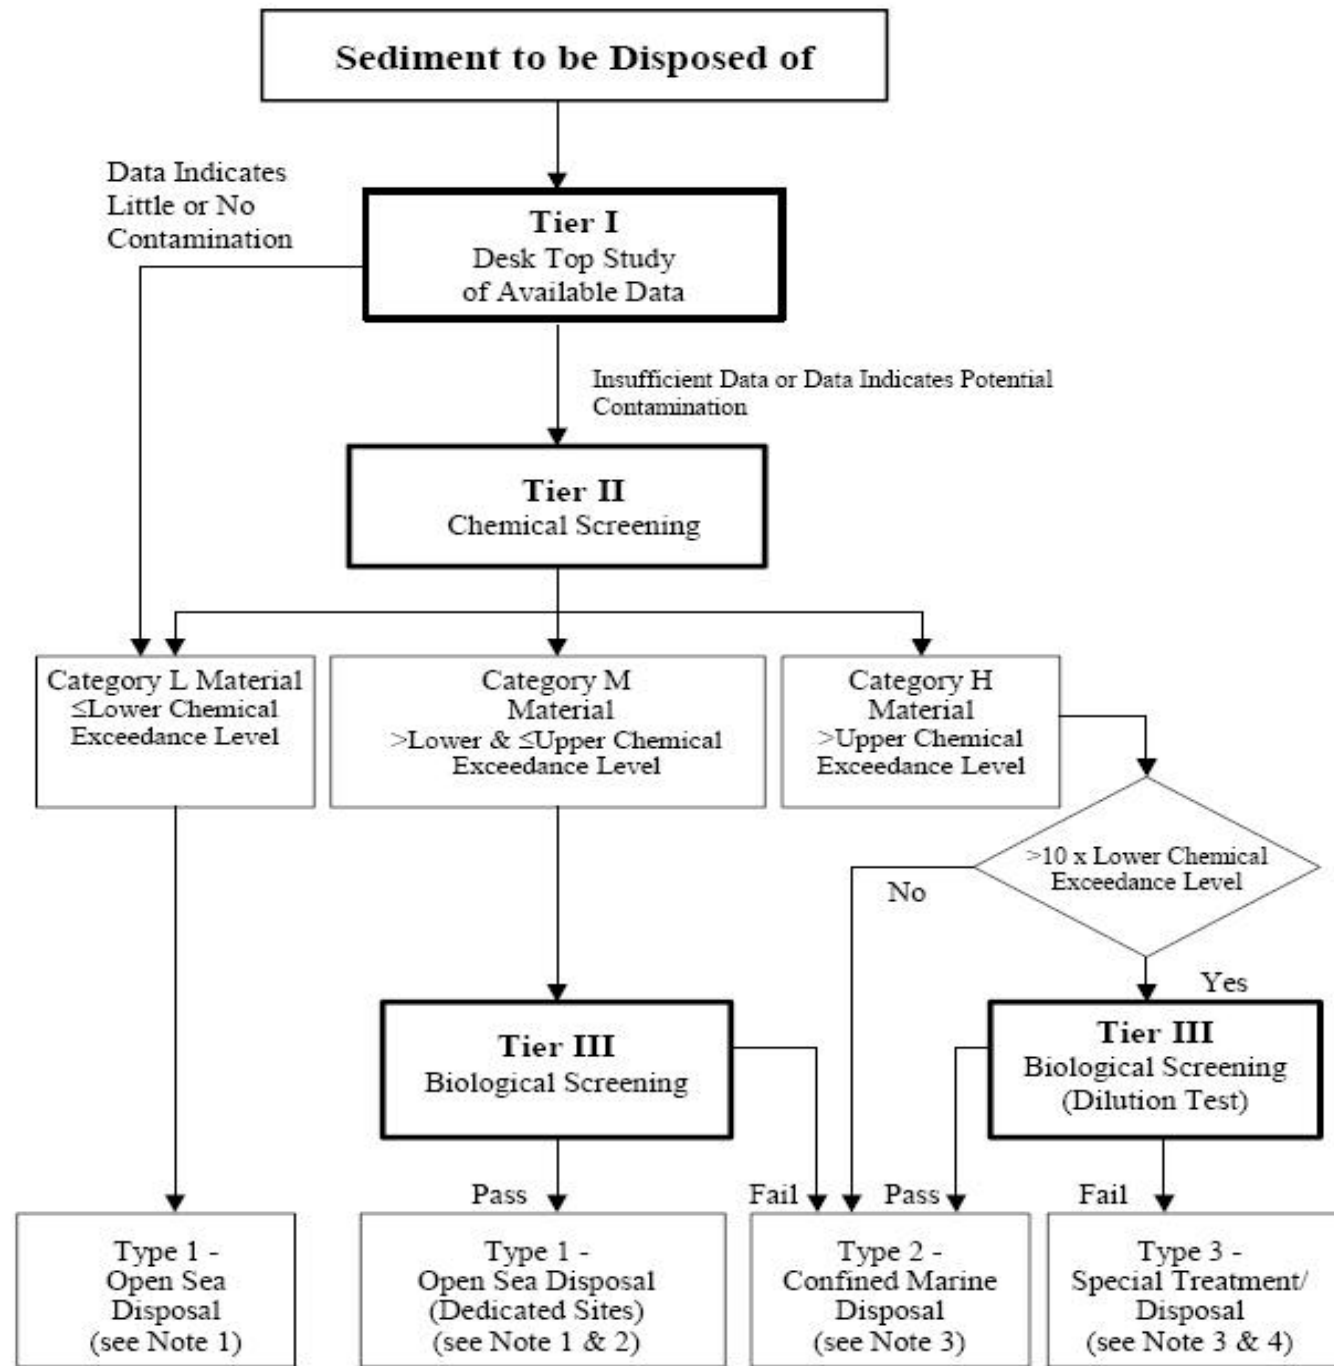 Sediment to be Disposed of
Data Indicates
Little or No
Contamination
Tier I
Desk Top Study
of Available Data
Insufficient Data or Data Indicates Potential
Contamination
Tier II
Chemical Screening
Category L Material
≤Lower Chemical
Exceedance Level
Category M
Material
>Lower & ≤Upper Chemical
Exceedance Level
Category H
Material
>Upper Chemical
Exceedance Level
>10 x Lower Chemical
Exceedance Level
No
Yes
Tier III
Biological Screening
Tier III
Biological Screening
(Dilution Test)
Pass
Fail
Pass
Fail
Type 1 -
Open Sea
Disposal
(see Note 1)
Type 1 -
Open Sea Disposal
(Dedicated Sites)
(see Note 1 & 2)
Type 2 -
Confined Marine
Disposal
(see Note 3)
Type 3 -
Special Treatment/
Disposal
(see Note 3 & 4)